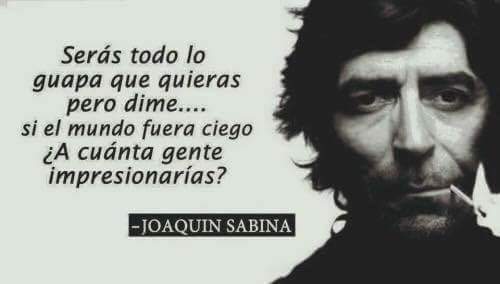 Serás todo lo
guapa que quieras
pero dime....
si el mundo fuera ciego
¿A cuánta gente
impresionarías?
–JOAQUIN SABINA